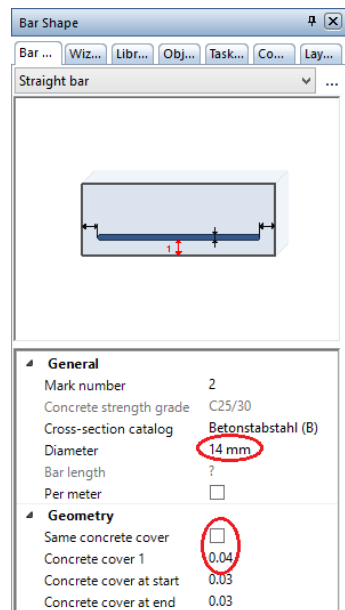 Bar Shape
Bar ... Wiz... Libr... Obj... Task... Co... Lay...
Straight bar ...
1
General
Mark number 2
Concrete strength grade C25/30
Cross-section catalog Betonstabstahl (B)
Diameter 14 mm
Bar length ?
Per meter
Geometry
Same concrete cover
Concrete cover 1 0.04
Concrete cover at start 0.03
Concrete cover at end 0.03